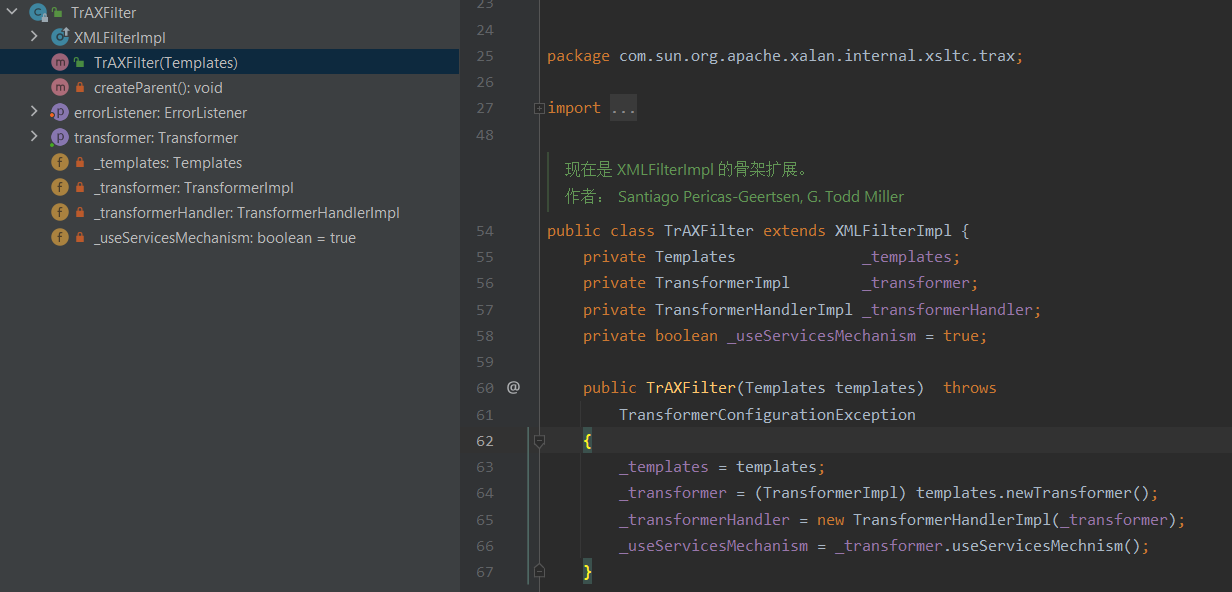 TrAXFilter
XMLFilterImpl
TrAXFilter(Templates)
createParent(): void
errorListener: ErrorListener
transformer: Transformer
_templates: Templates
_transformer: TransformerImpl
_transformerHandler: TransformerHandlerImpl
_useServicesMechanism: boolean = true
23
24
25 package com.sun.org.apache.xalan.internal.xsltc.trax;
26
27 import ...
48
现在是 XMLFilterImpl 的骨架扩展。
作者： Santiago Pericas-Geertsen, G. Todd Miller
54 public class TrAXFilter extends XMLFilterImpl {
55 private Templates _templates;
56 private TransformerImpl _transformer;
57 private TransformerHandlerImpl _transformerHandler;
58 private boolean _useServicesMechanism = true;
59
60 @ public TrAXFilter(Templates templates) throws
61 TransformerConfigurationException
62 {
63 _templates = templates;
64 _transformer = (TransformerImpl) templates.newTransformer();
65 _transformerHandler = new TransformerHandlerImpl(_transformer);
66 _useServicesMechanism = _transformer.useServicesMechnism();
67 }